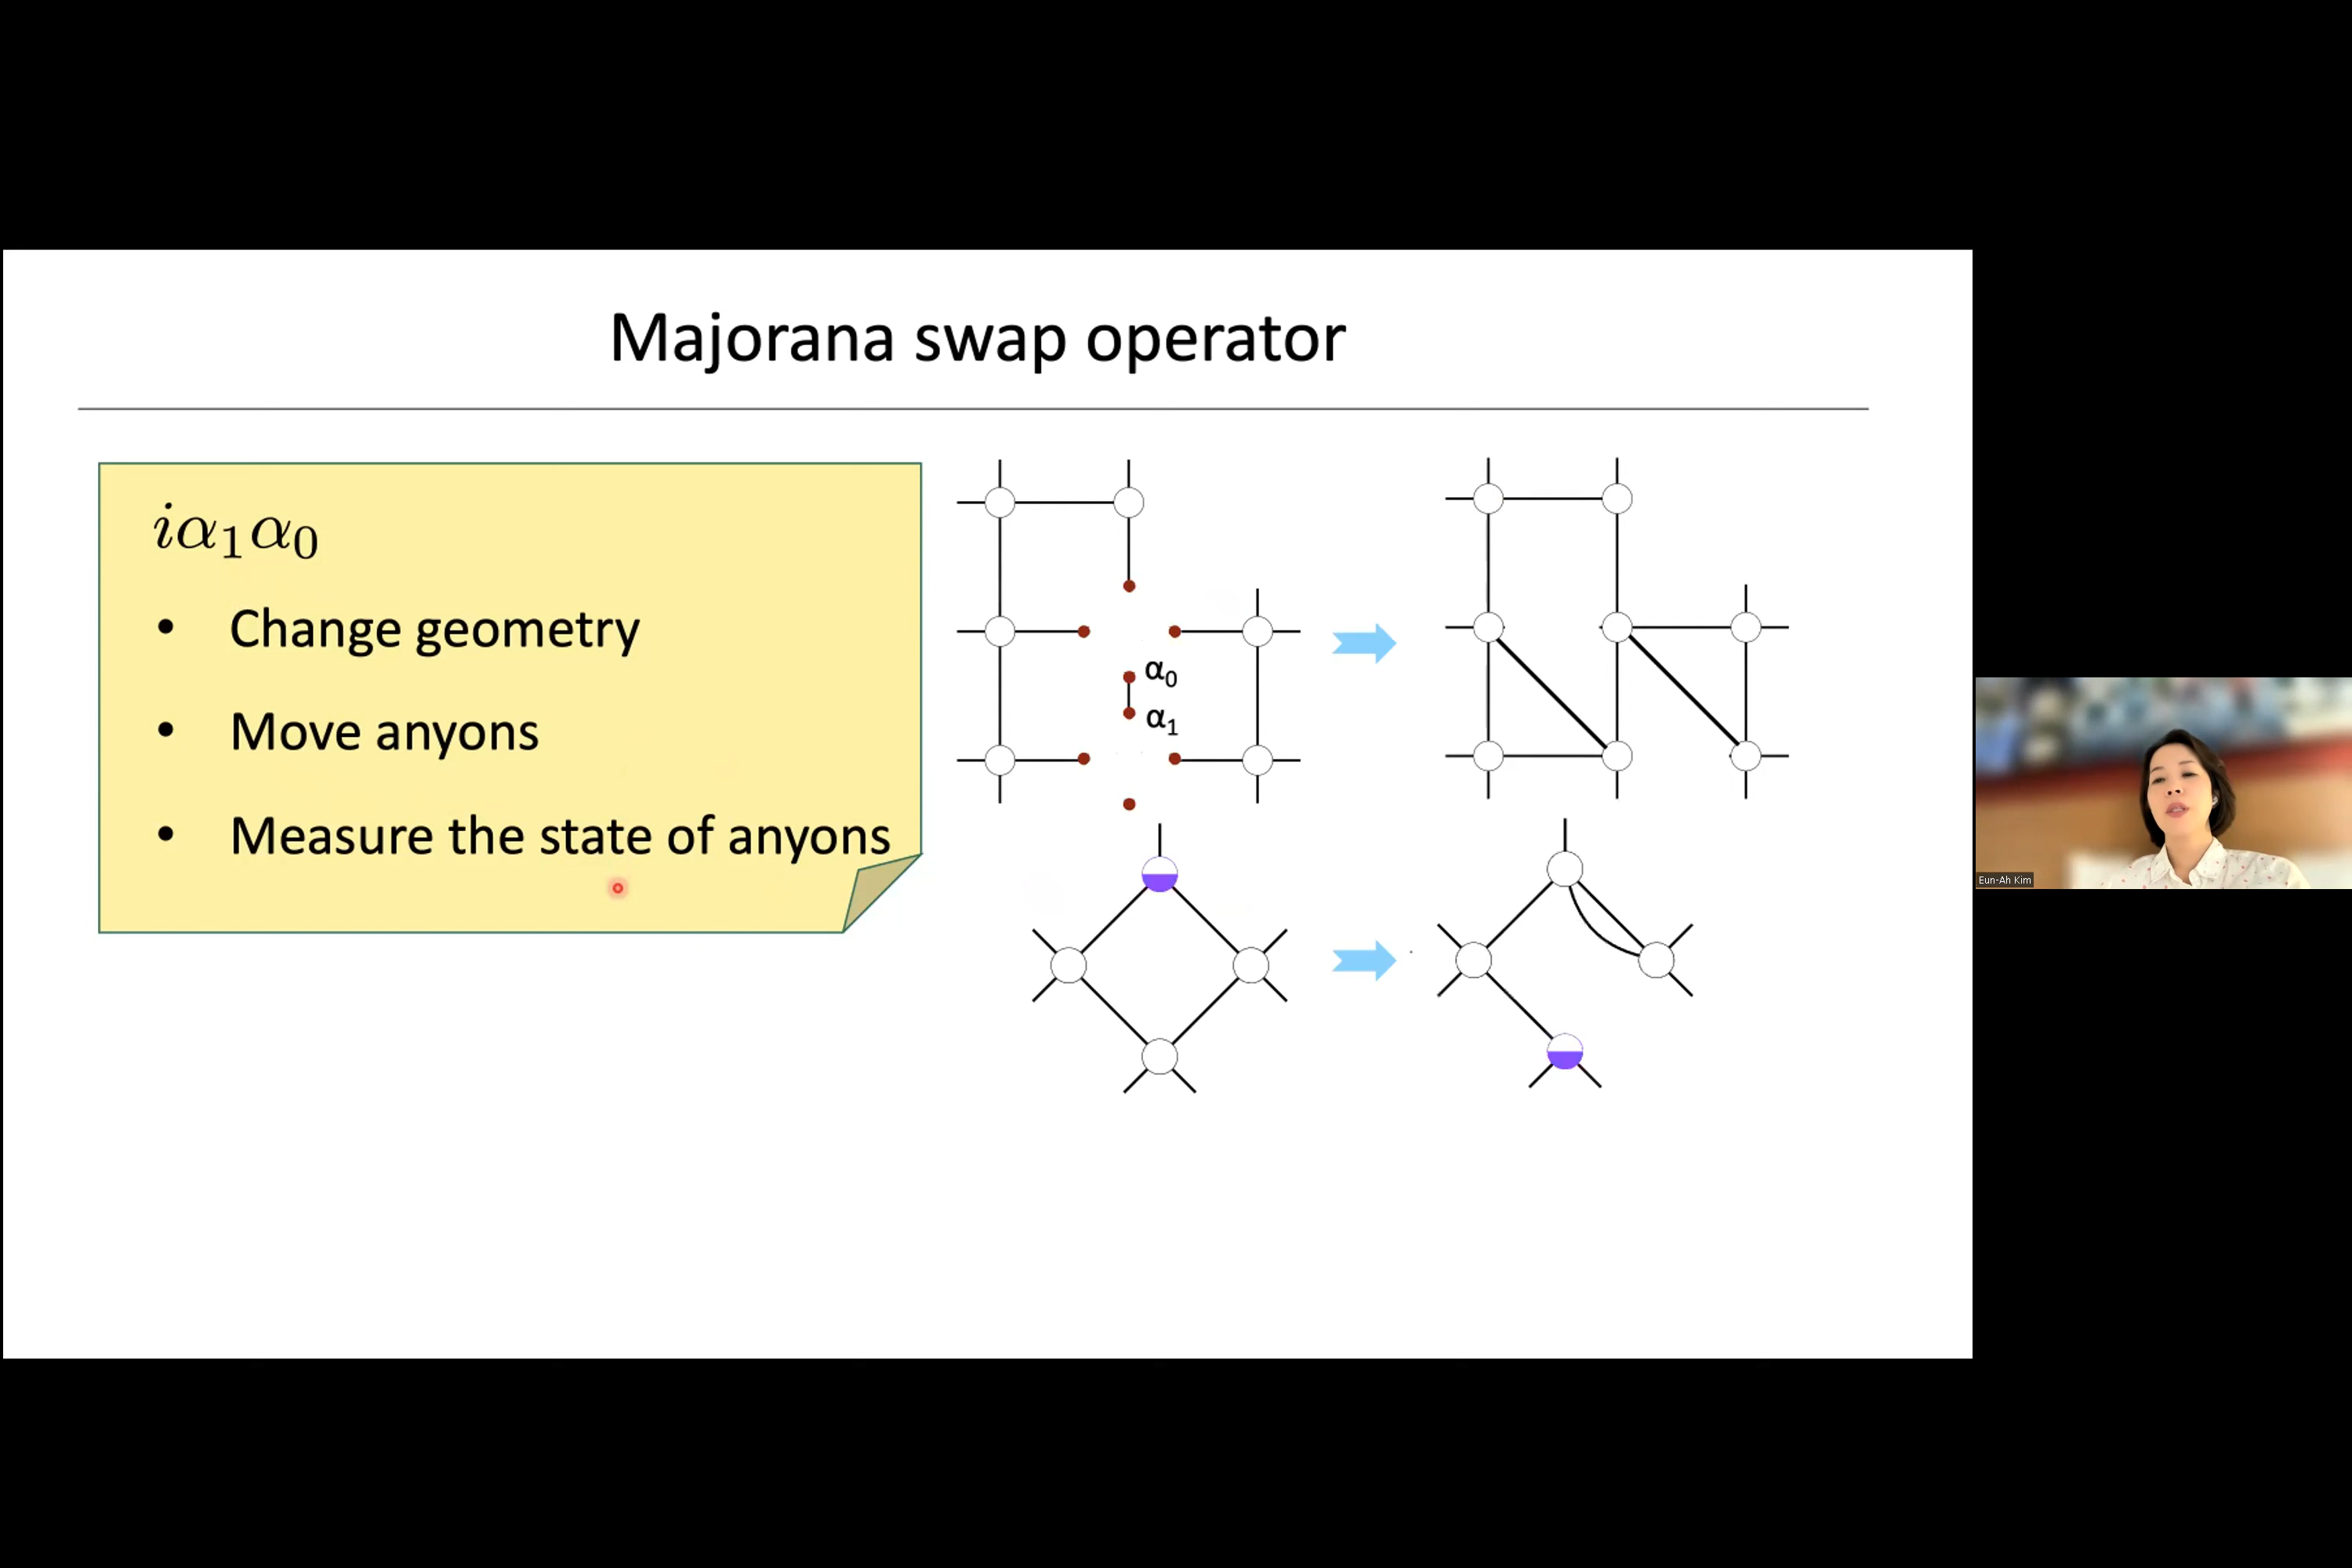 Majorana swap operator
iα₁α₀
• Change geometry
• Move anyons
• Measure the state of anyons
α₀
α₁
Eun-Ah Kim